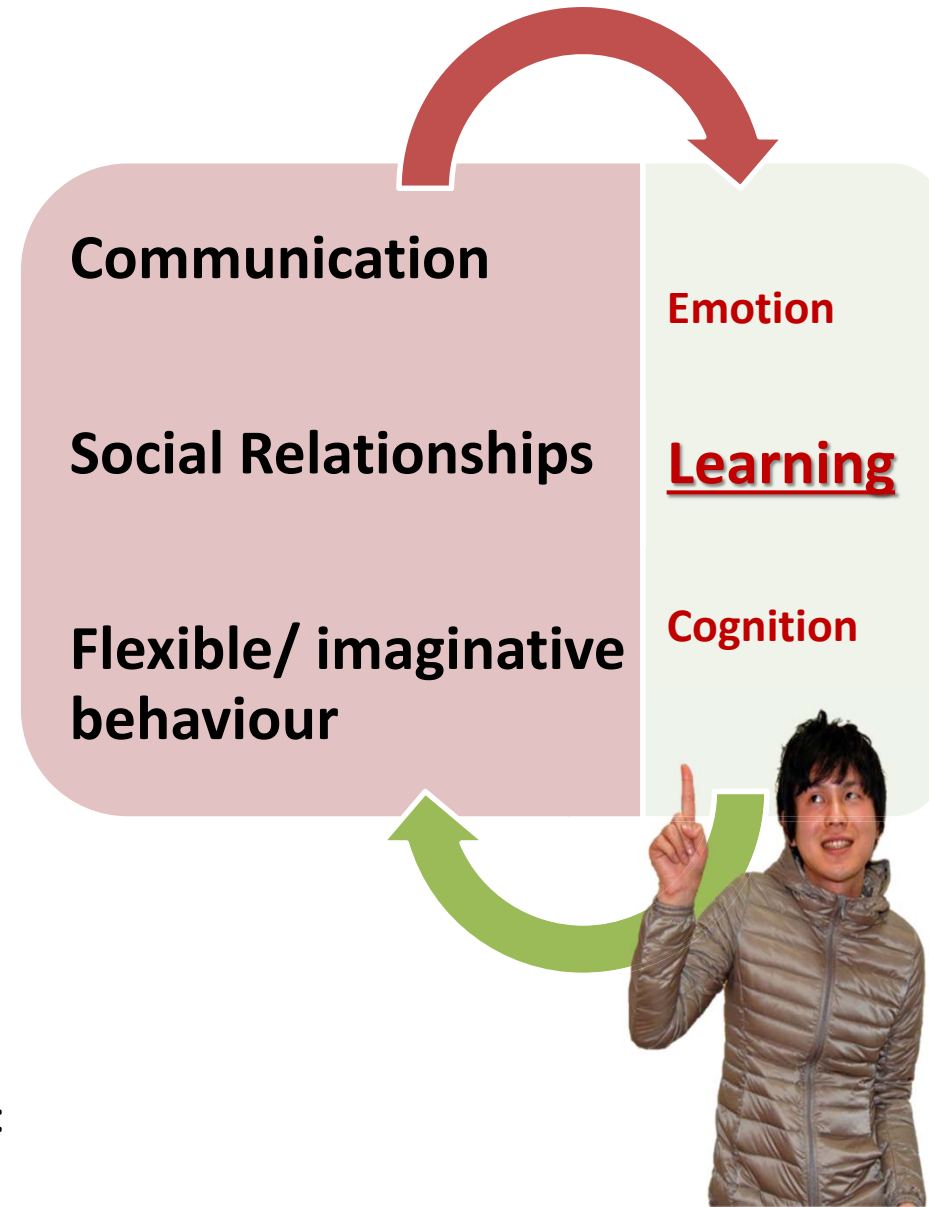 Communication
Social Relationships
Flexible/ imaginative
behaviour
Emotion
Learning
Cognition
: